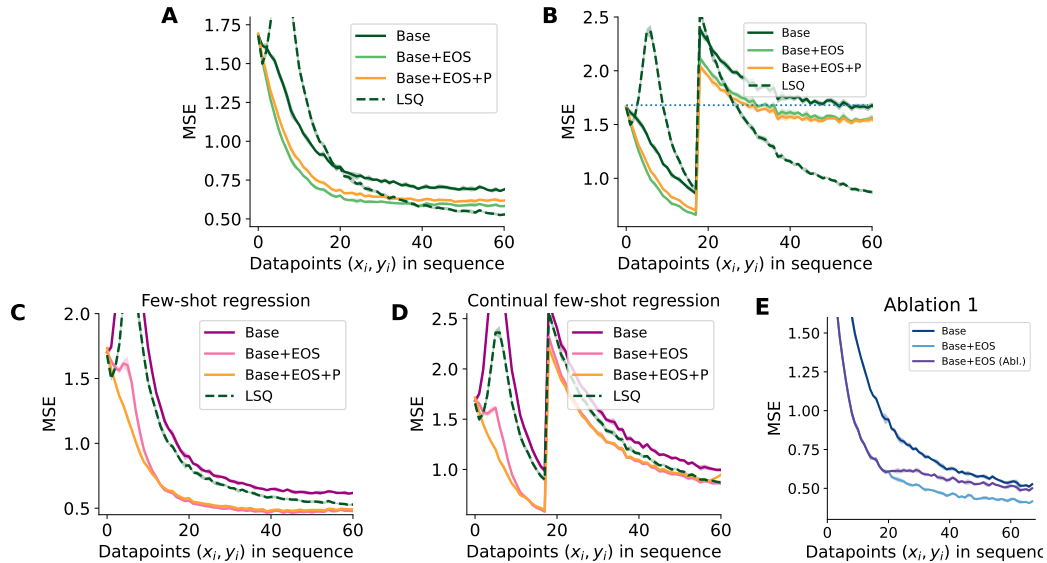 A
1.75
1.50
1.25
1.00
0.75
0.50
MSE
0
20
40
60
Datapoints (x_i, y_i) in sequence
Base
Base+EOS
Base+EOS+P
LSQ
B
2.5
2.0
1.5
1.0
MSE
0
20
40
60
Datapoints (x_i, y_i) in sequence
Base
Base+EOS
Base+EOS+P
LSQ
C
Few-shot regression
2.0
1.5
1.0
0.5
MSE
0
20
40
60
Datapoints (x_i, y_i) in sequence
Base
Base+EOS
Base+EOS+P
LSQ
D
Continual few-shot regression
2.5
2.0
1.5
1.0
MSE
0
20
40
60
Datapoints (x_i, y_i) in sequence
Base
Base+EOS
Base+EOS+P
LSQ
E
Ablation 1
1.50
1.00
0.50
MSE
0
20
40
60
Datapoints (x_i, y_i) in sequenc
Base
Base+EOS
Base+EOS (Abl.)